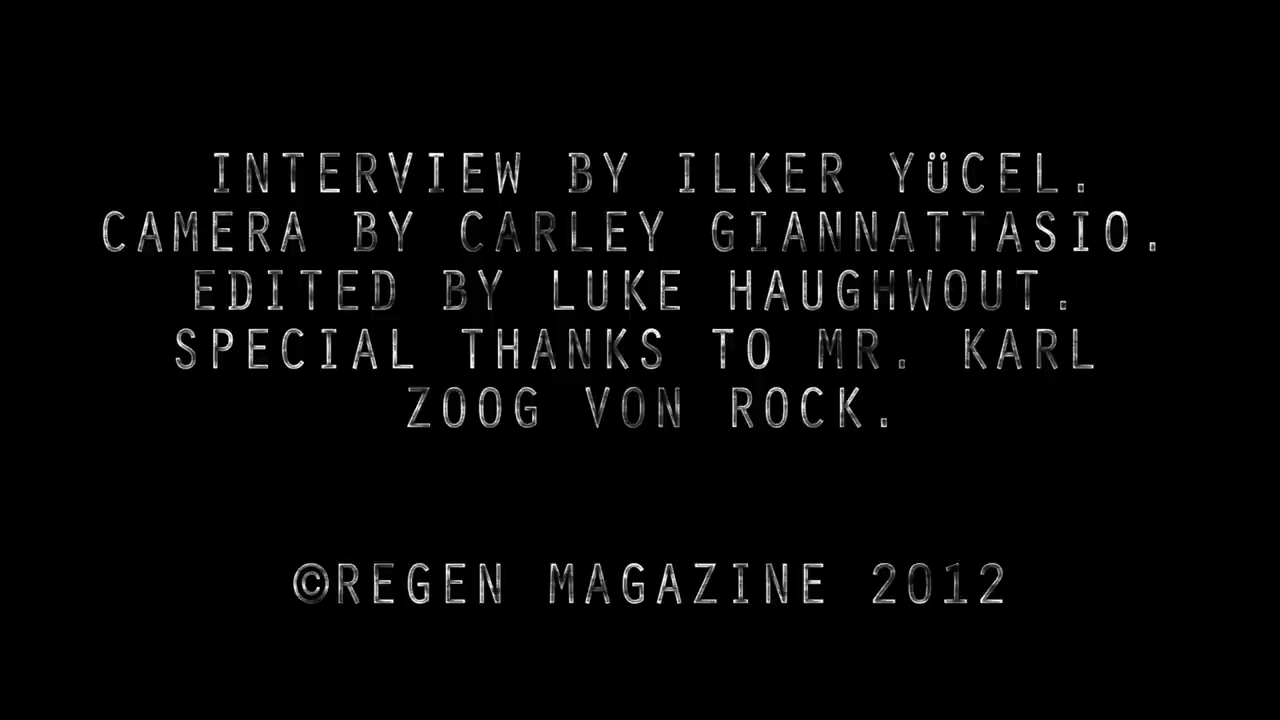 INTERVIEW BY ILKER YüCEL.
CAMERA BY CARLEY GIANNATTASIO.
EDITED BY LUKE HAUGHWOUT.
SPECIAL THANKS TO MR. KARL
ZOOG VON ROCK.
©REGEN MAGAZINE 2012